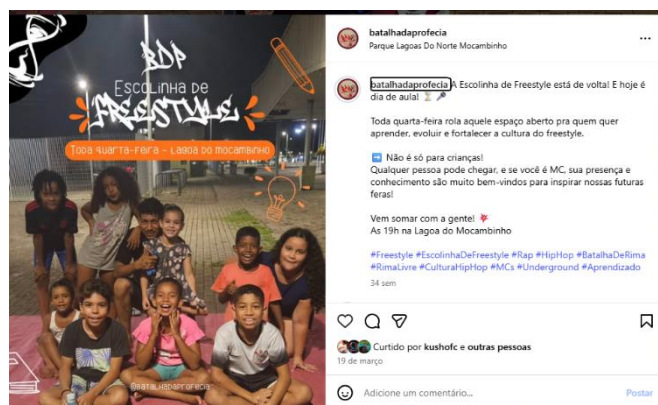 BDP
ESCOLINHA DE
FREESTYLE
TODA QUARTA-FEIRA - LAGOA DO MOCAMBINHO
@BATALHADAPROFECIA
batalhadaprofecia
Parque Lagoas Do Norte Mocambinho
batalhadaprofecia A Escolinha de Freestyle está de volta! E hoje é
dia de aula! ⏳ 🎤
Toda quarta-feira rola aquele espaço aberto pra quem quer
aprender, evoluir e fortalecer a cultura do freestyle.
➡️ Não é só para crianças!
Qualquer pessoa pode chegar, e se você é MC, sua presença e
conhecimento são muito bem-vindos para inspirar nossas futuras
feras!
Vem somar com a gente! 💥
As 19h na Lagoa do Mocambinho
#Freestyle #EscolinhaDeFreestyle #Rap #HipHop #BatalhaDeRima
#RimaLivre #CulturaHipHop #MCs #Underground #Aprendizado
34 sem
Curtido por kushofc e outras pessoas
19 de março
Adicione um comentário...
Postar